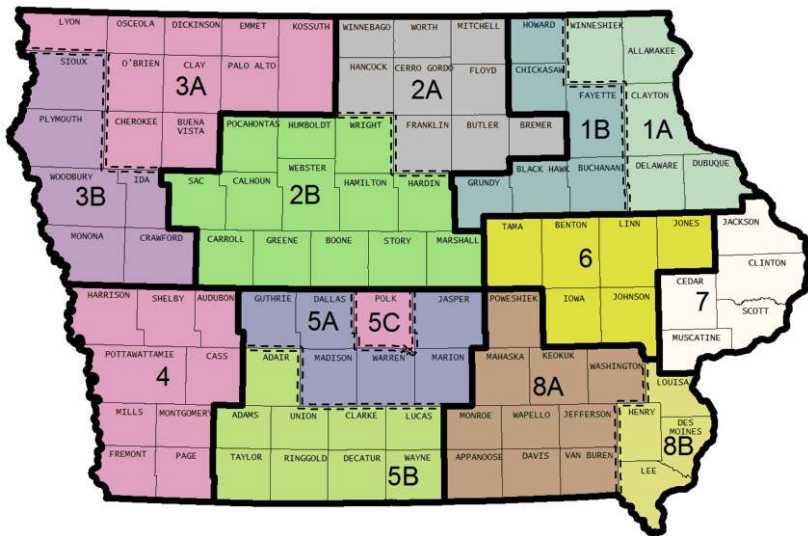 LYON OSCEOLA DICKINSON EMMET KOSSUTH WINNEBAGO WORTH MITCHELL HOWARD WINNESHIEK ALLAMAKEE
SIOUX O'BRIEN CLAY PALO ALTO HANCOCK CERRO GORDO FLOYD CHICKASAW
3A 2A
PLYMOUTH CHEROKEE BUENA VISTA POCAHONTAS HUMBOLDT WRIGHT FRANKLIN BUTLER BREMER FAYETTE CLAYTON
1B 1A
WOODBURY IDA SAC CALHOUN WEBSTER HAMILTON HARDIN GRUNDY BLACK HAWK BUCHANAN DELAWARE DUBUQUE
3B 2B
MONONA CRAWFORD CARROLL GREENE BOONE STORY MARSHALL TAMA BENTON LINN JONES JACKSON
6 CLINTON
HARRISON SHELBY AUDUBON GUTHRIE DALLAS POLK JASPER POWESHIEK IOWA JOHNSON CEDAR 7 SCOTT
5A 5C
MUSCATINE
POTTAWATTAMIE CASS ADAIR MADISON WARREN MARION MAHASKA KEOKUK WASHINGTON LOUISA
4 8A
MILLS MONTGOMERY ADAMS UNION CLARKE LUCAS MONROE WAPELLO JEFFERSON HENRY DES MOINES
8B
FREMONT PAGE TAYLOR RINGGOLD DECATUR WAYNE APPANOOSE DAVIS VAN BUREN LEE
5B